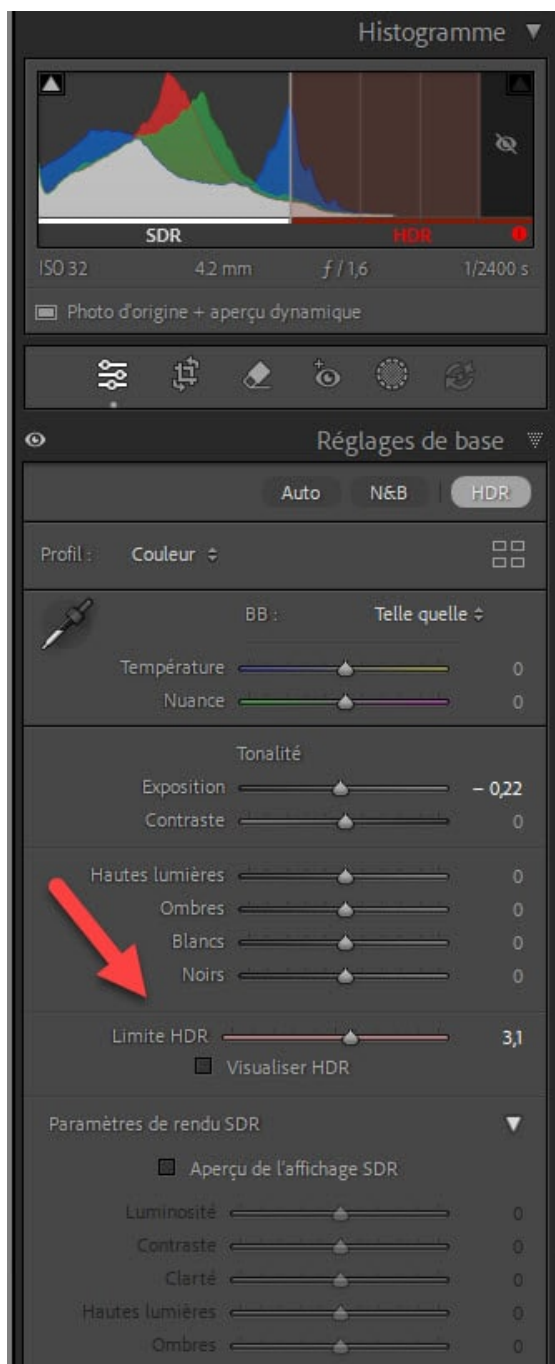 Histogramme
SDR HDR
ISO 32 4.2 mm ƒ / 1,6 1/2400 s
Photo d'origine + aperçu dynamique
Réglages de base
Auto N&B HDR
Profil : Couleur
BB : Telle quelle
Température 0
Nuance 0
Tonalité
Exposition – 0,22
Contraste 0
Hautes lumières 0
Ombres 0
Blancs 0
Noirs 0
Limite HDR 3,1
Visualiser HDR
Paramètres de rendu SDR
Aperçu de l'affichage SDR
Luminosité 0
Contraste 0
Clarté 0
Hautes lumières 0
Ombres 0